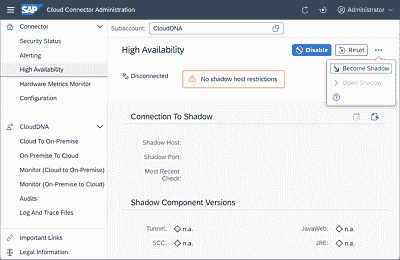 SAP Cloud Connector Administration
Administrator
Connector
Security Status
Alerting
High Availability
Hardware Metrics Monitor
Configuration
CloudDNA
Cloud To On-Premise
On-Premise To Cloud
Monitor (Cloud to On-Premise)
Monitor (On-Premise to Cloud)
Audits
Log And Trace Files
Important Links
Legal Information
Subaccount: CloudDNA
High Availability
Disable Reset
Become Shadow
Open Shadow
Disconnected
No shadow host restrictions
Connection To Shadow
Shadow Host:
Shadow Port:
Most Recent
Check:
Shadow Component Versions
Tunnel: n.a. JavaWeb: n.a.
SCC: n.a. JRE: n.a.